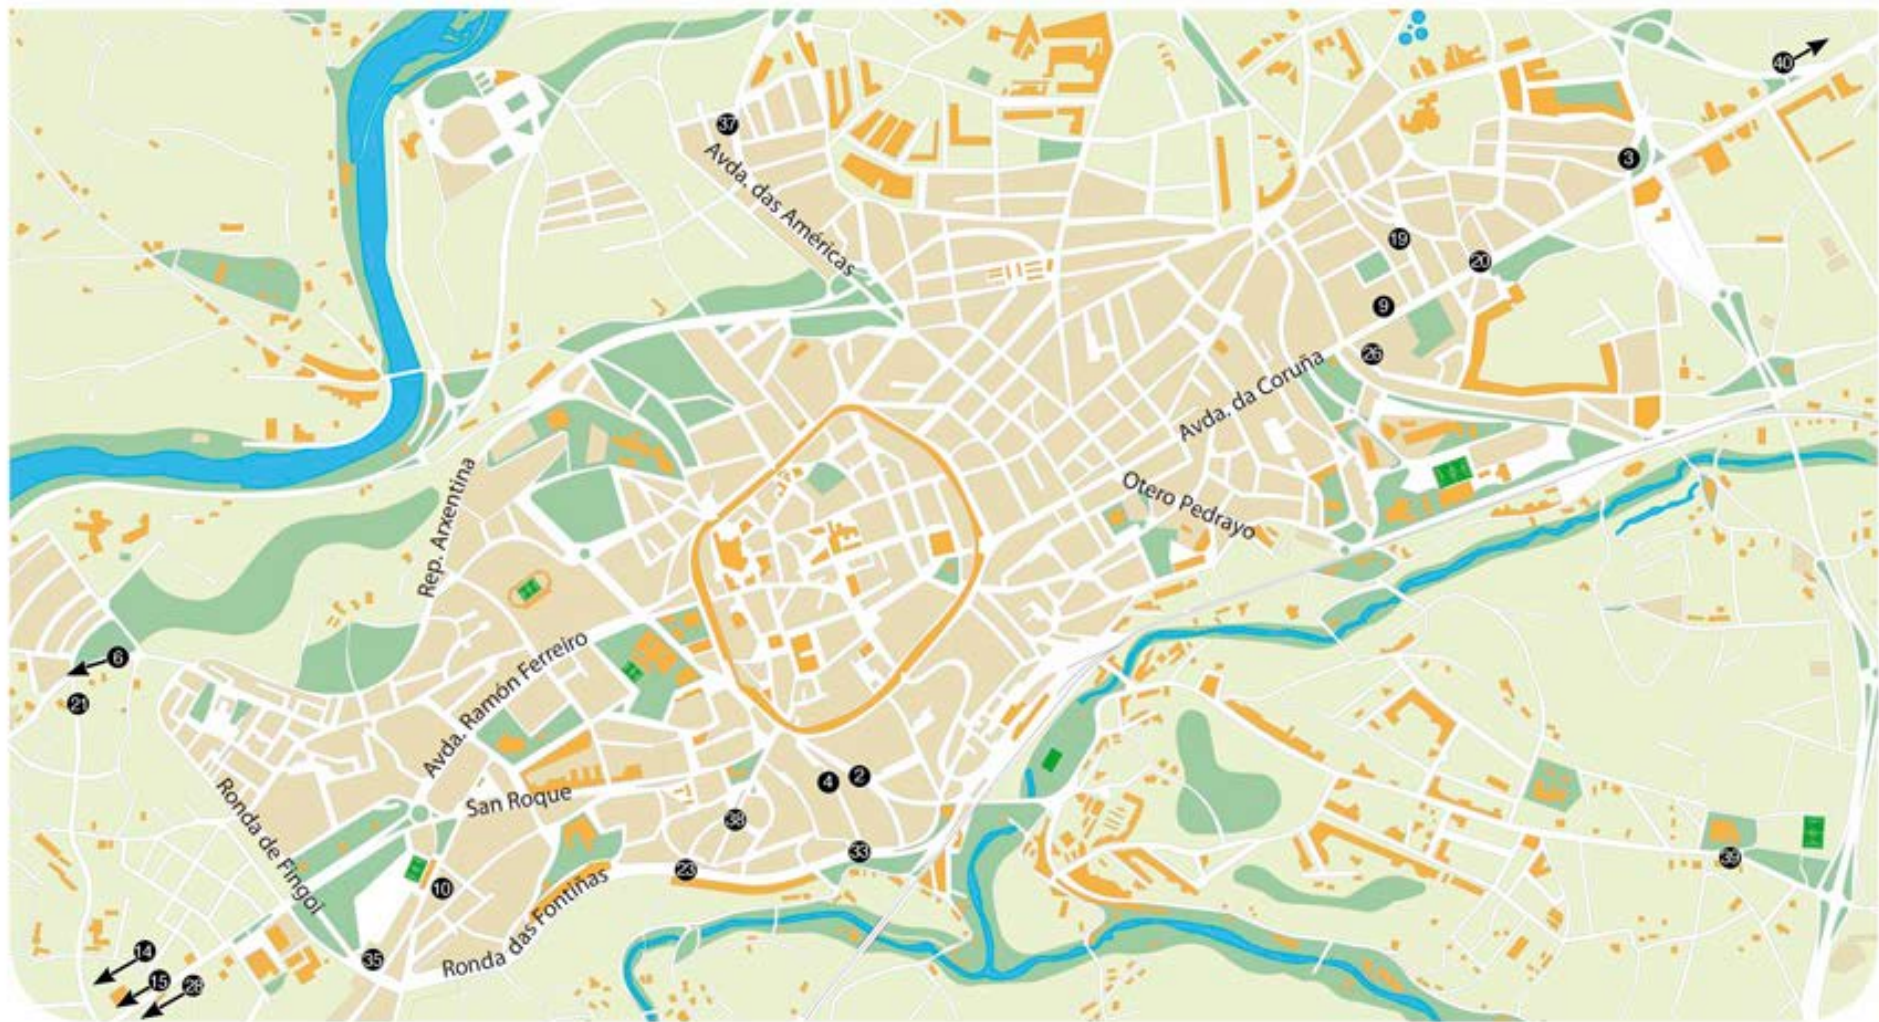 40
37
3
Avda. das Américas
19
20
9
26
Avda. da Coruña
Otero Pedrayo
Rep. Arxentina
6
21
Avda. Ramón Ferreiro
4
2
San Roque
38
33
Ronda de Fingoi
23
39
10
Ronda das Fontiñas
35
14
15
28